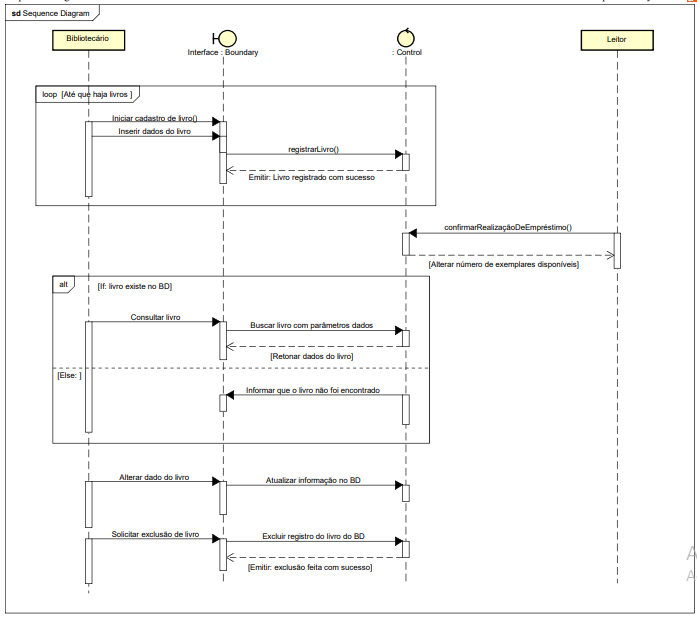 sd Sequence Diagram
Bibliotecário
Interface : Boundary
: Control
Leitor
loop [Até que haja livros ]
Iniciar cadastro de livro()
Inserir dados do livro
registrarLivro()
Emitir: Livro registrado com sucesso
confirmarRealizaçãoDeEmpréstimo()
[Alterar número de exemplares disponíveis]
alt
[If: livro existe no BD]
Consultar livro
Buscar livro com parâmetros dados
[Retonar dados do livro]
[Else: ]
Informar que o livro não foi encontrado
Alterar dado do livro
Atualizar informação no BD
Solicitar exclusão de livro
Excluir registro do livro do BD
[Emitir: exclusão feita com sucesso]